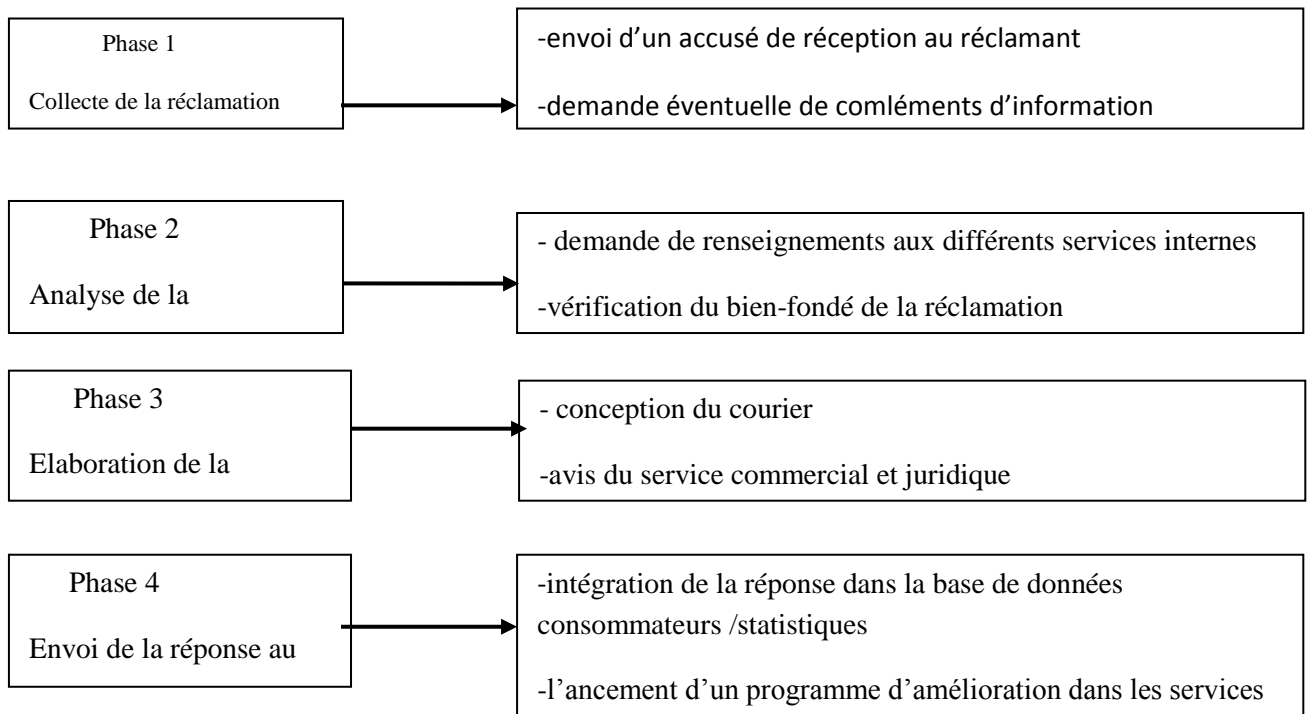 Phase 1
Collecte de la réclamation
-envoi d’un accusé de réception au réclamant
-demande éventuelle de comléments d’information
Phase 2
Analyse de la
- demande de renseignements aux différents services internes
-vérification du bien-fondé de la réclamation
Phase 3
Elaboration de la
- conception du courier
-avis du service commercial et juridique
Phase 4
Envoi de la réponse au
-intégration de la réponse dans la base de données
consommateurs /statistiques
-l’ancement d’un programme d’amélioration dans les services